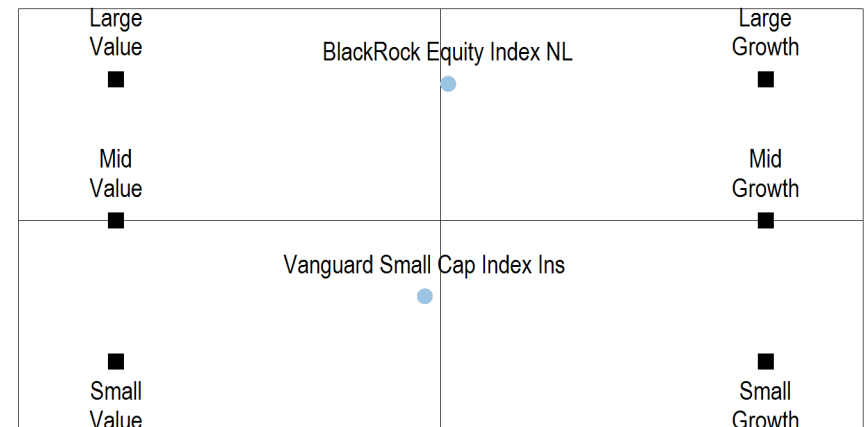 Large
Value
Large
Growth
BlackRock Equity Index NL
Mid
Value
Mid
Growth
Vanguard Small Cap Index Ins
Small
Value
Small
Growth